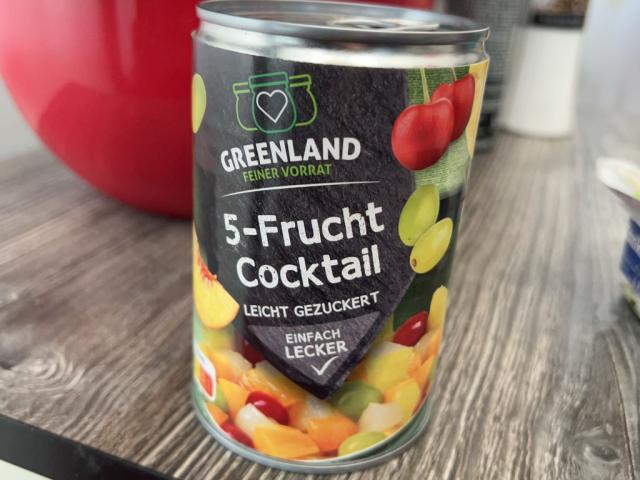 GREENLAND
FEINER VORRAT
5-Frucht
Cocktail
LEICHT GEZUCKERT
EINFACH
LECKER